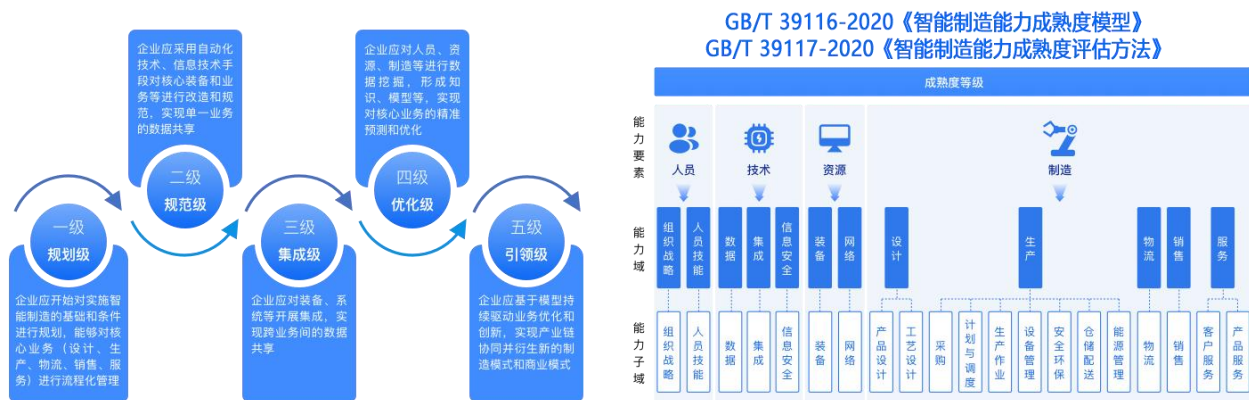 企业应采用自动化
技术、信息技术手
段对核心装备和业
务等进行改造和规
范，实现单一业务
的数据共享
二级
规范级
企业应对人员、资
源、制造等进行数
据挖掘，形成知
识、模型等，实现
对核心业务的精准
预测和优化
四级
优化级
一级
规划级
企业应开始对实施智
能制造的基础和条件
进行规划，能够对核
心业务（设计、生
产、物流、销售、服
务）进行流程化管理
三级
集成级
企业应对装备、系
统等开展集成，实
现跨业务间的数据
共享
五级
引领级
企业应基于模型持
续驱动业务优化和
创新，实现产业链
协同并衍生新的制
造模式和商业模式
GB/T 39116-2020《智能制造能力成熟度模型》
GB/T 39117-2020《智能制造能力成熟度评估方法》
成熟度等级
能力要素
人员
技术
资源
制造
能力域
组织战略
人员技能
数据
集成
信息安全
装备
网络
设计
生产
物流
销售
服务
能力子域
组织战略
人员技能
数据
集成
信息安全
装备
网络
产品设计
工艺设计
采购
计划与调度
生产作业
设备管理
安全环保
仓储配送
能源管理
物流
销售
客户服务
产品服务